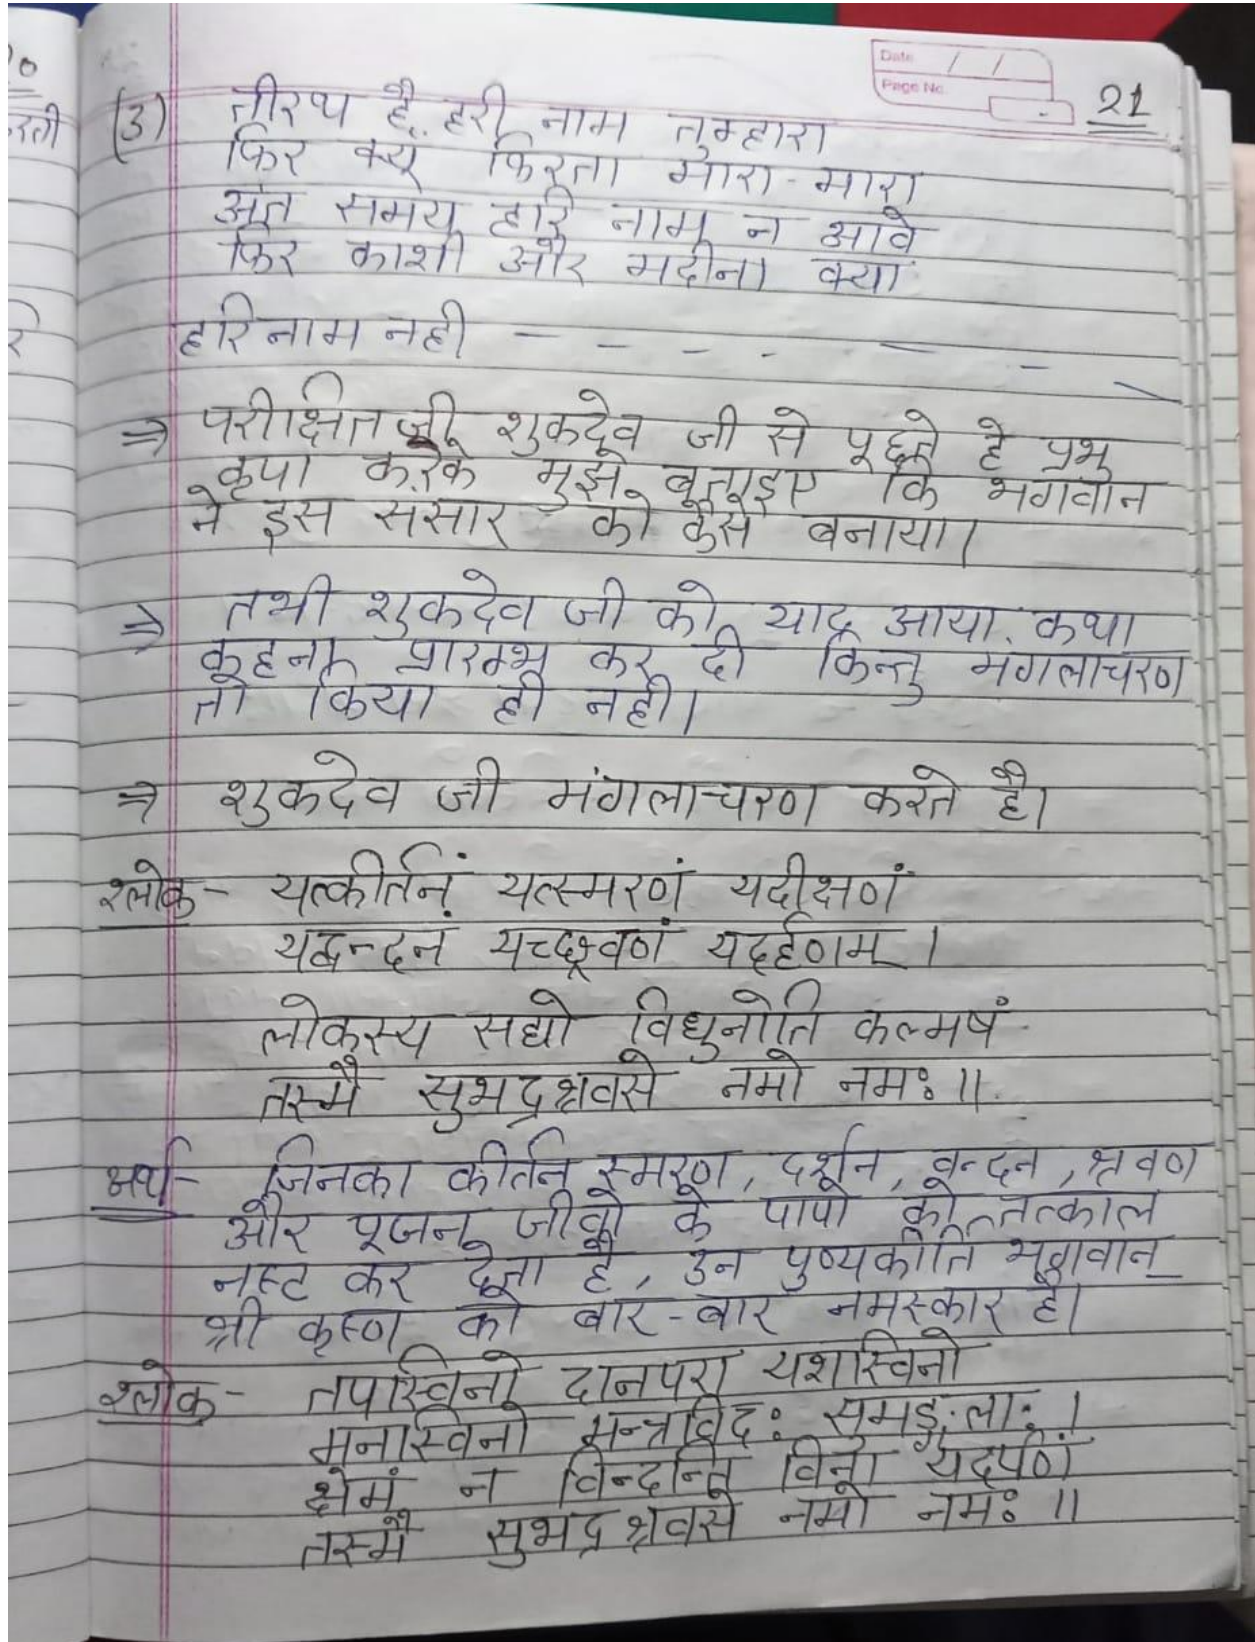 Date / /
Page No.
21
(3) तीरथ है हरी नाम तुम्हारा
फिर क्यू फिरता मारा-मारा
अंत समय हरि नाम न आवे
फिर काशी और मदीना क्या
हरि नाम नही - - - - - - -
⇒ परीक्षित जी शुकदेव जी से पूछते हे प्रभु
कृपा करके मुझे बताइए कि भगवान
ने इस संसार को कैसे बनाया।
⇒ तभी शुकदेव जी को याद आया. कथा
कहना प्रारम्भ कर दी किन्तु मंगलाचरण
तो किया ही नही।
⇒ शुकदेव जी मंगलाचरण करते है।
श्लोक - यत्कीर्तनं यत्स्मरणं यदीक्षणं
यद्वन्दनं यच्छ्रवणं यदर्हणम् ।
लोकस्य सद्यो विधुनोति कल्मषं
तस्मै सुभद्रश्रवसे नमो नमः ॥
अर्थ - जिनका कीर्तन स्मरण, दर्शन, वन्दन, श्रवण
और पूजन जीवो के पापो को तत्काल
नष्ट कर देता है, उन पुण्यकीर्ति भगवान्
श्री कृष्ण को बार-बार नमस्कार है।
श्लोक - तपस्विनो दानपरा यशस्विनो
मनस्विनो मन्त्रविदः सुमङ्गलाः ।
क्षेमं न विन्दन्ति विना यदर्पणं
तस्मै सुभद्रश्रवसे नमो नमः ॥